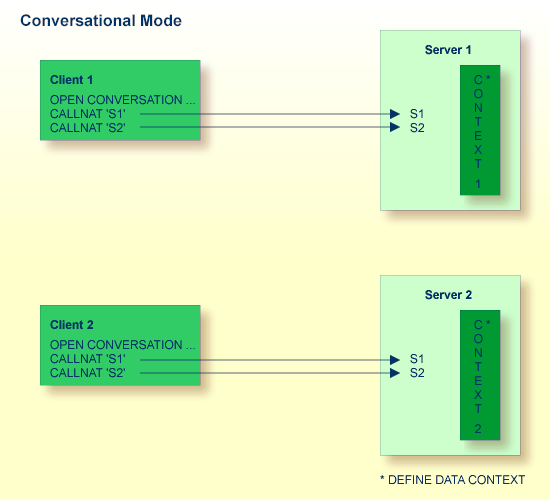 Conversational Mode
Server 1
Client 1
OPEN CONVERSATION ...
CALLNAT 'S1'
CALLNAT 'S2'
S1
S2
CONTEXT 1 *
Server 2
Client 2
OPEN CONVERSATION ...
CALLNAT 'S1'
CALLNAT 'S2'
S1
S2
CONTEXT 2 *
* DEFINE DATA CONTEXT